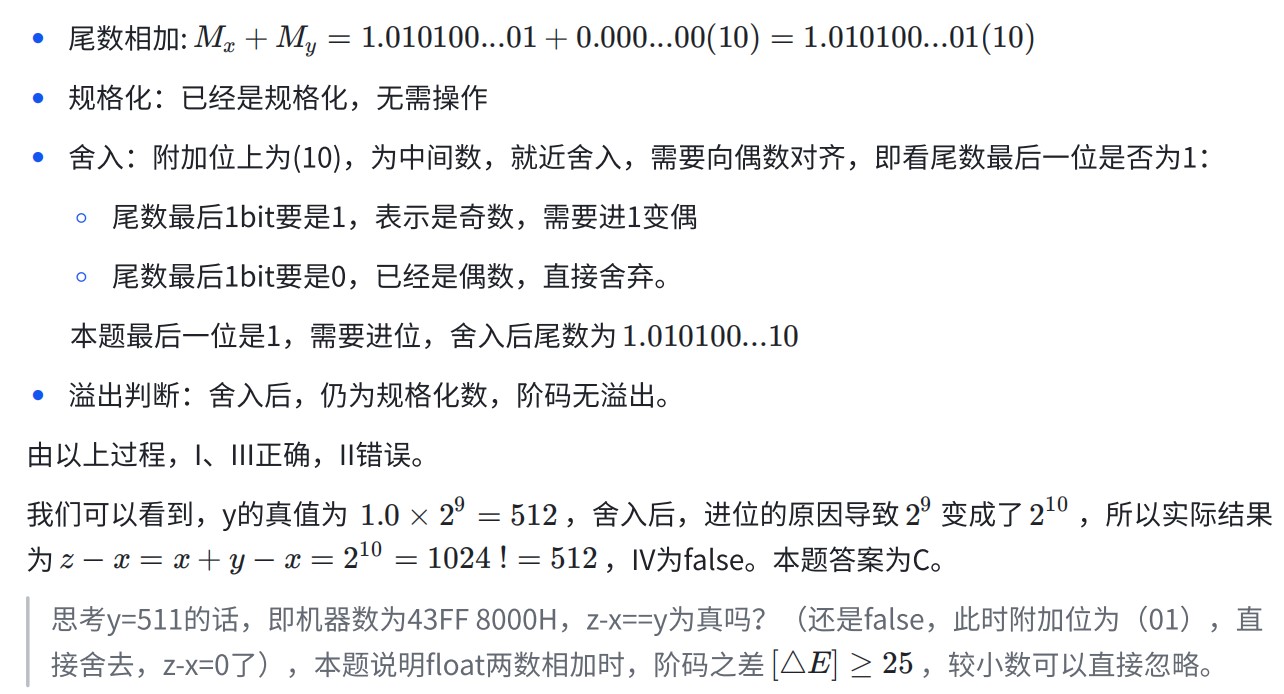 尾数相加: Mₓ + Mᵧ = 1.010100...01 + 0.000...00(10) = 1.010100...01(10)
规格化：已经是规格化，无需操作
舍入：附加位上为(10)，为中间数，就近舍入，需要向偶数对齐，即看尾数最后一位是否为1：
尾数最后1bit要是1，表示是奇数，需要进1变偶
尾数最后1bit要是0，已经是偶数，直接舍弃。
本题最后一位是1，需要进位，舍入后尾数为 1.010100...10
溢出判断：舍入后，仍为规格化数，阶码无溢出。
由以上过程，I、III正确，II错误。
我们可以看到，y的真值为 1.0 × 2⁹ = 512，舍入后，进位的原因导致 2⁹ 变成了 2¹⁰ ，所以实际结果
为 z − x = x + y − x = 2¹⁰ = 1024 ! = 512，IV为false。本题答案为C。
思考y=511的话，即机器数为43FF 8000H，z-x==y为真吗？（还是false，此时附加位为（01），直
接舍去，z-x=0了），本题说明float两数相加时，阶码之差 [△E] ≥ 25，较小数可以直接忽略。